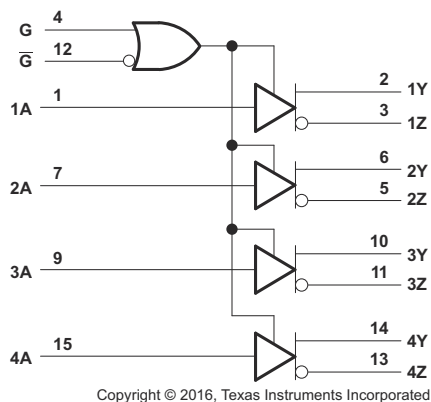 G 4
G̅ 12
1A 1
2 1Y
3 1Z
2A 7
6 2Y
5 2Z
3A 9
10 3Y
11 3Z
4A 15
14 4Y
13 4Z
Copyright © 2016, Texas Instruments Incorporated